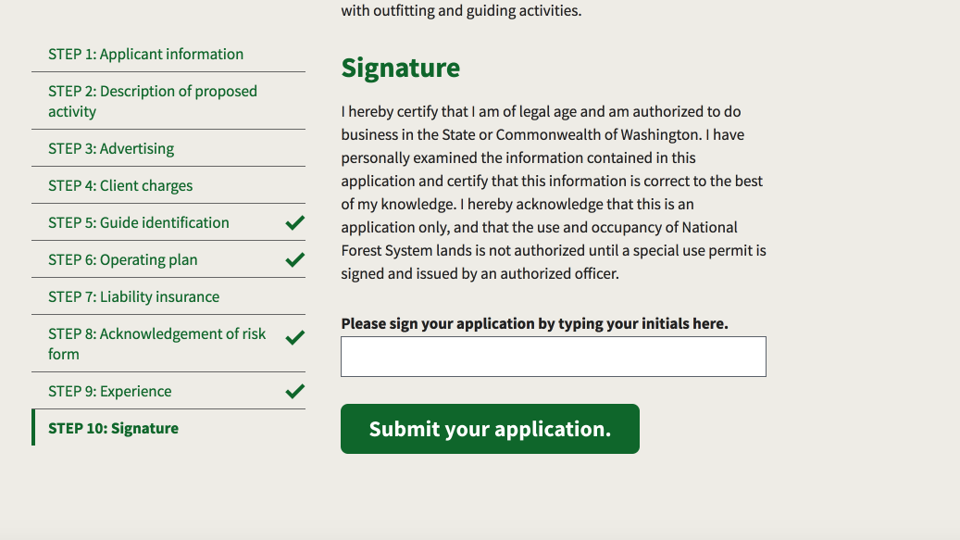 with outfitting and guiding activities.
STEP 1: Applicant information
STEP 2: Description of proposed
activity
STEP 3: Advertising
STEP 4: Client charges
STEP 5: Guide identification
STEP 6: Operating plan
STEP 7: Liability insurance
STEP 8: Acknowledgement of risk
form
STEP 9: Experience
STEP 10: Signature
Signature
I hereby certify that I am of legal age and am authorized to do
business in the State or Commonwealth of Washington. I have
personally examined the information contained in this
application and certify that this information is correct to the best
of my knowledge. I hereby acknowledge that this is an
application only, and that the use and occupancy of National
Forest System lands is not authorized until a special use permit is
signed and issued by an authorized officer.
Please sign your application by typing your initials here.
Submit your application.